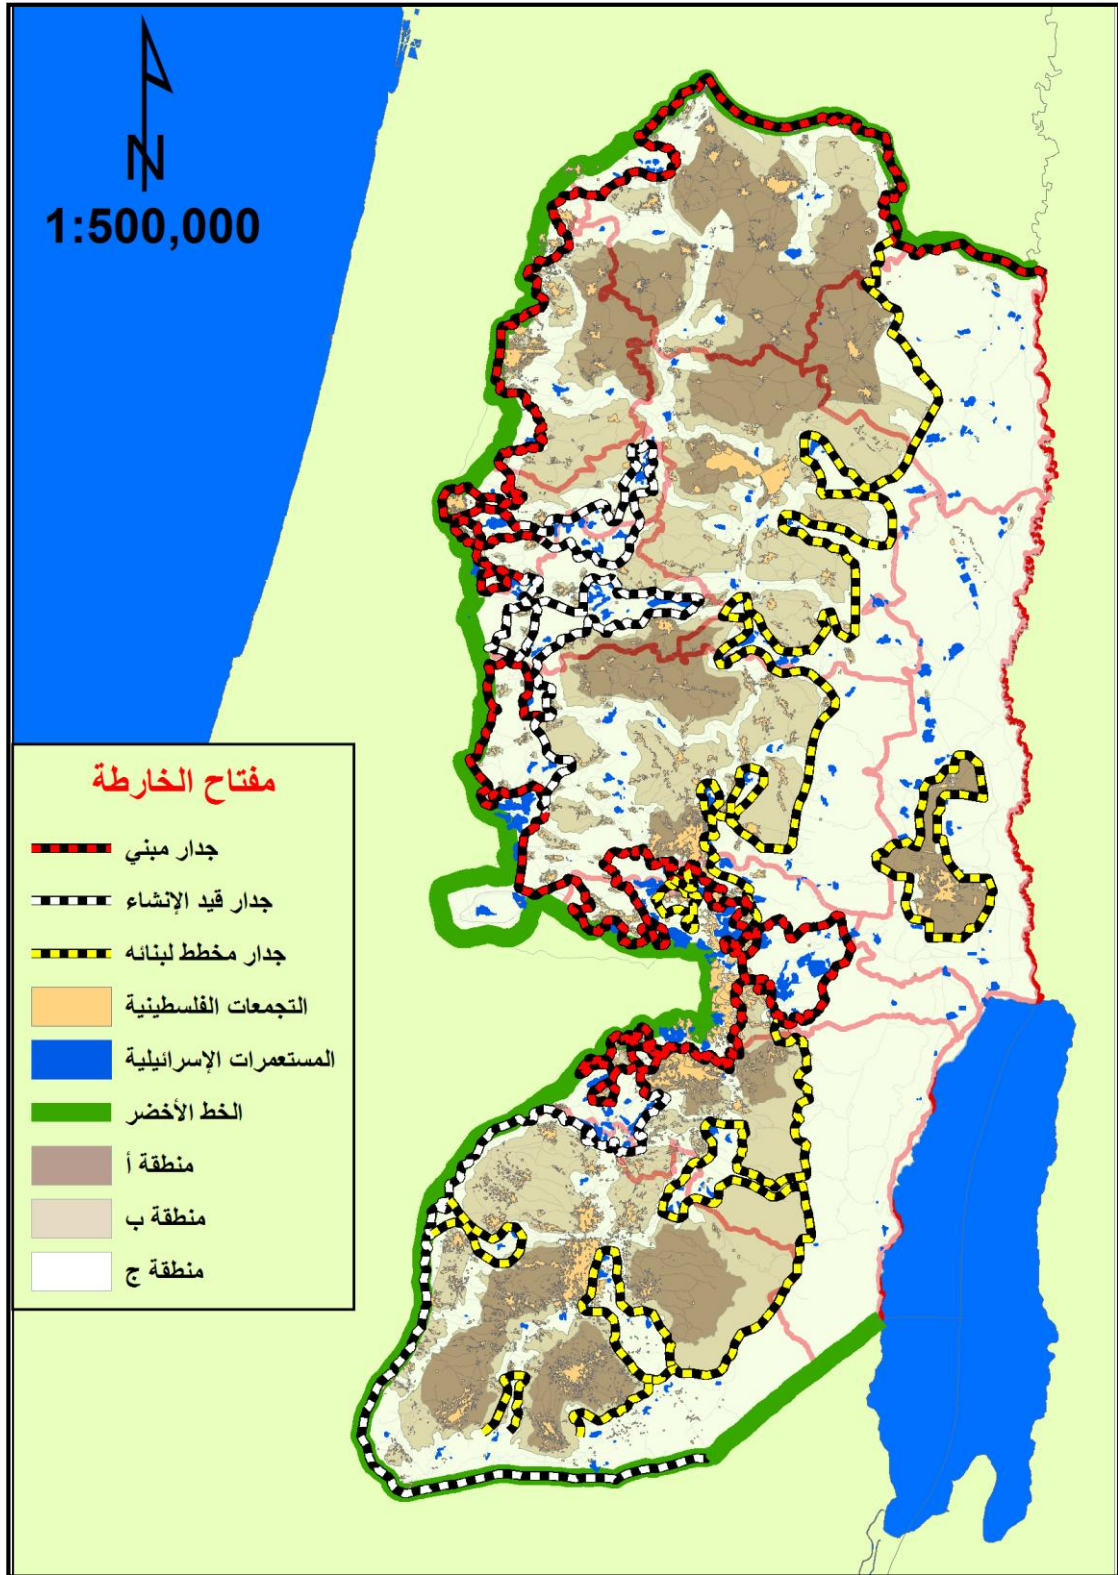 N
1:500,000
مفتاح الخارطة
جدار مبني
جدار قيد الإنشاء
جدار مخطط لبنائه
التجمعات الفلسطينية
المستعمرات الإسرائيلية
الخط الأخضر
منطقة أ
منطقة ب
منطقة ج